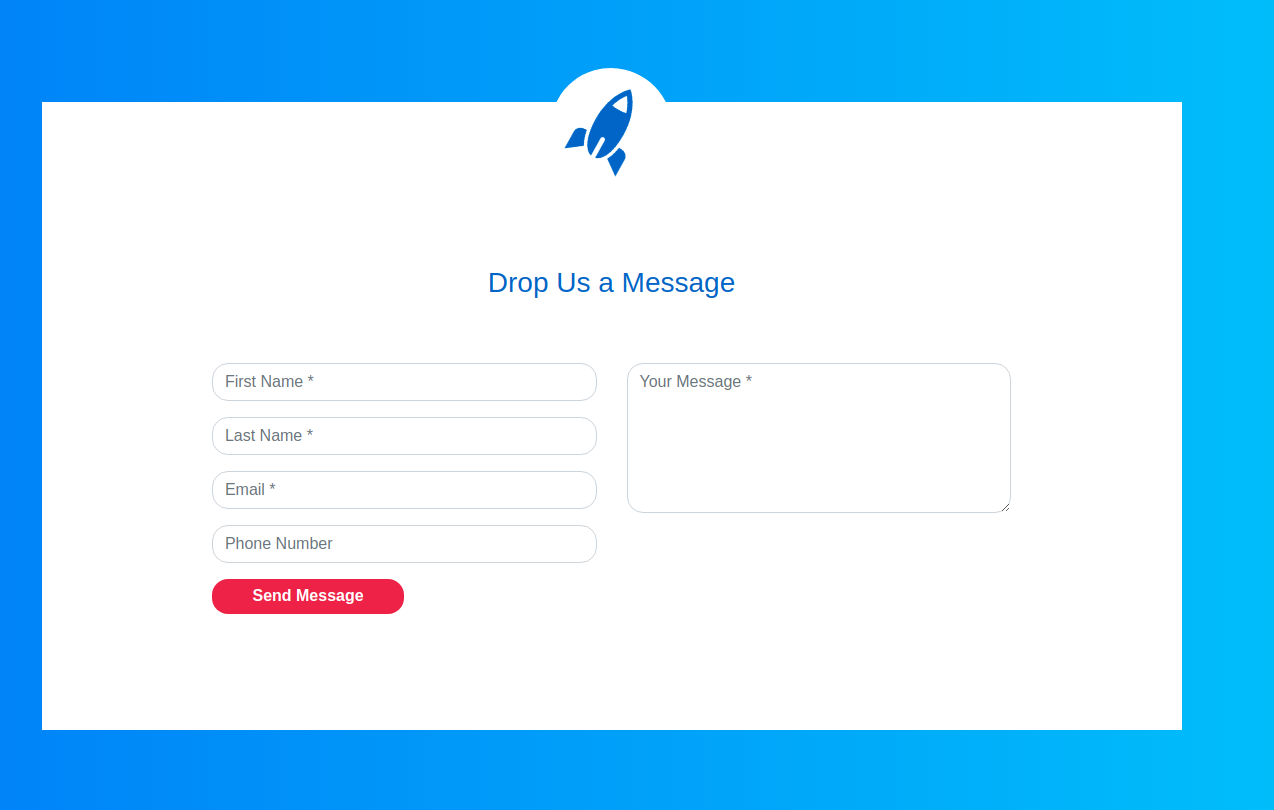 Drop Us a Message
First Name *
Last Name *
Email *
Phone Number
Send Message
Your Message *